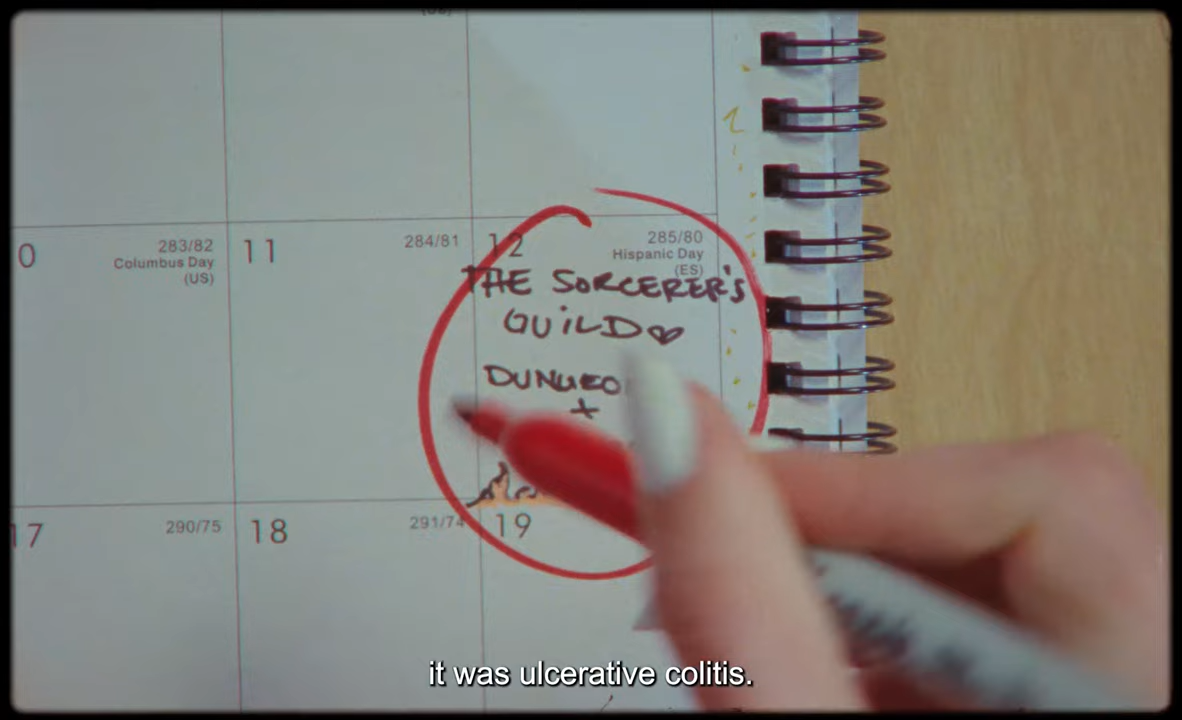 0
283/82
Columbus Day
(US)
11
284/81
12
285/80
Hispanic Day
(ES)
THE SORCERER'S
GUILD
+
17
290/75
18
291/74
19
it was ulcerative colitis.